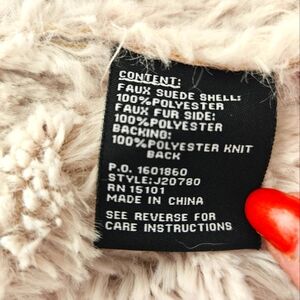 CONTENT:
FAUX SUEDE SHELL:
100%POLYESTER
FAUX FUR SIDE:
100%POLYESTER
BACKING:
100%POLYESTER KNIT
BACK
P.O. 1601860
STYLE:J20780
RN 15101
MADE IN CHINA
SEE REVERSE FOR
CARE INSTRUCTIONS